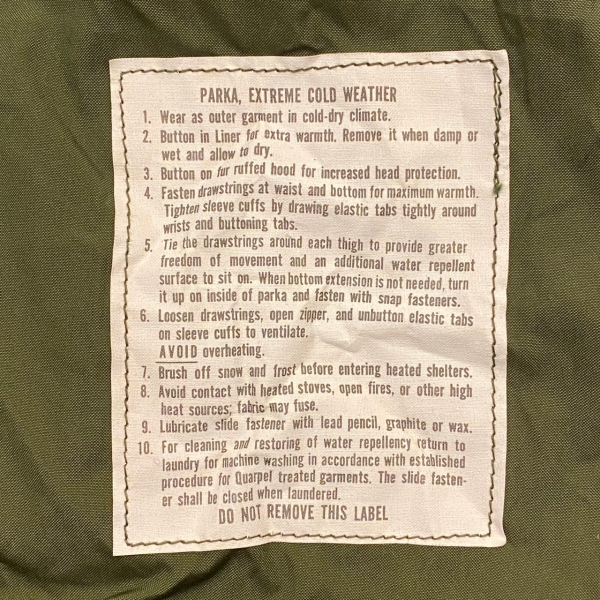 PARKA, EXTREME COLD WEATHER
1. Wear as outer garment in cold-dry climate.
2. Button in Liner for extra warmth. Remove it when damp or
wet and allow to dry.
3. Button on fur ruffed hood for increased head protection.
4. Fasten drawstrings at waist and bottom for maximum warmth.
Tighten sleeve cuffs by drawing elastic tabs tightly around
wrists and buttoning tabs.
5. Tie the drawstrings around each thigh to provide greater
freedom of movement and an additional water repellent
surface to sit on. When bottom extension is not needed, turn
it up on inside of parka and fasten with snap fasteners.
6. Loosen drawstrings, open zipper, and unbutton elastic tabs
on sleeve cuffs to ventilate.
AVOID overheating.
7. Brush off snow and frost before entering heated shelters.
8. Avoid contact with heated stoves, open fires, or other high
heat sources; fabric may fuse.
9. Lubricate slide fastener with lead pencil, graphite or wax.
10. For cleaning and restoring of water repellency return to
laundry for machine washing in accordance with established
procedure for Quarpel treated garments. The slide fasten-
er shall be closed when laundered.
DO NOT REMOVE THIS LABEL